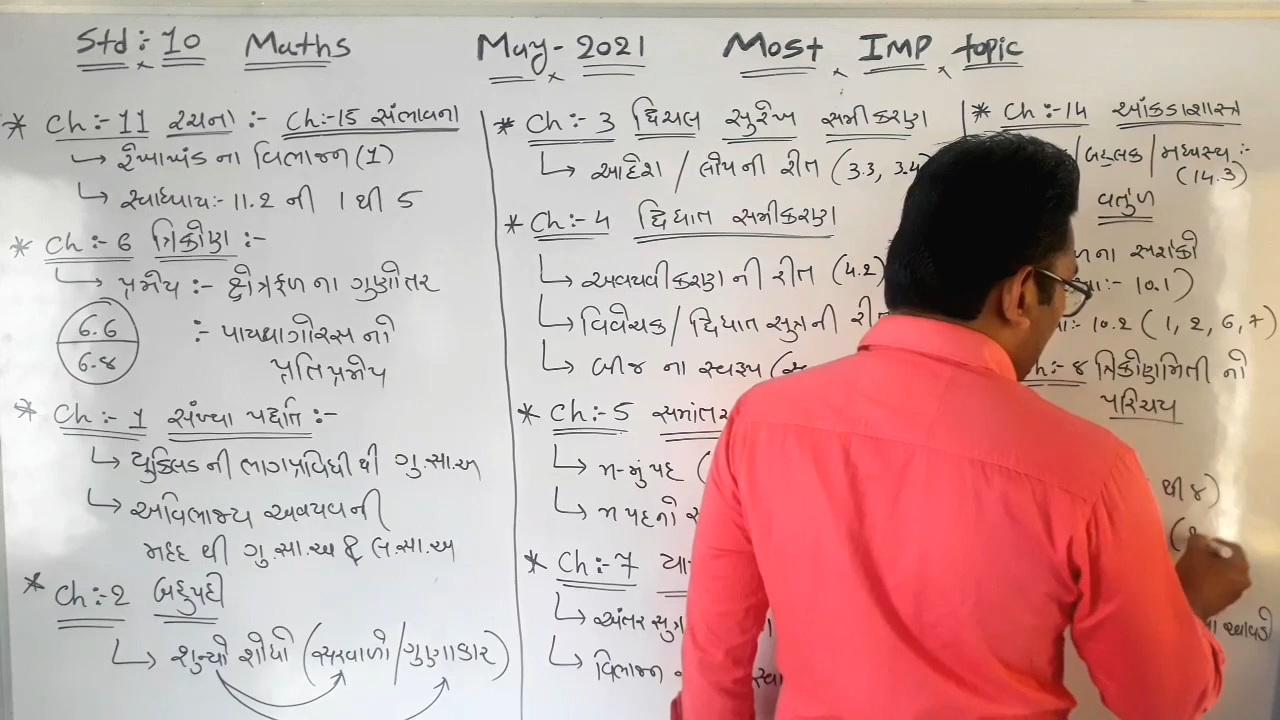 Std :- 10 Maths May - 2021 Most IMP topic
* Ch :- 11 રચના :- Ch:-15 સંભાવના
↳ રેખાખંડ ના વિભાજન (1)
↳ સ્વાધ્યાય:- 11.2 ની 1 થી 5
* Ch :- 6 ત્રિકોણ :-
↳ પ્રમેય :- ક્ષેત્રફળ ના ગુણોતર
6.6
6.8
:- પાયથાગોરસ નો
પ્રતિપ્રમેય
* Ch :- 1 સંખ્યા પદ્ધતિ :-
↳ યુક્લિડ ની ભાગપ્રવિધી થી ગુ.સા.અ
↳ અવિભાજ્ય અવયવ ની
મદદ થી ગુ.સા.અ & લ.સા.અ
* Ch :- 2 બહુપદી
↳ શુન્યો શોધો (સરવાળો/ગુણાકાર)
* Ch :- 3 દ્વિચલ સુરેખ સમીકરણ
↳ આદેશ / લોપની રીત (3.3, 3.4
* Ch :- 4 દ્વિઘાત સમીકરણ
↳ અવયવીકરણ ની રીત (4.2)
↳ વિવેચક / દ્વિઘાત સુત્રની રીત
↳ બીજ ના સ્વરૂપ
* Ch :- 5 સમાંતર
↳ n-મું પદ (
↳ n પદનો
* Ch :- 7
↳ અંતર સુત્ર
↳ વિભાજન
* Ch :- 14 આંકડાશાસ્ત્ર
/બહુલક / મધ્યસ્થ :-
(14.3)
વર્તુળ
:- 10.1)
:- 10.2 (1, 2, 6, 7)
Ch :- 8 ત્રિકોણમિતી નો
પરિચય
થી 4)